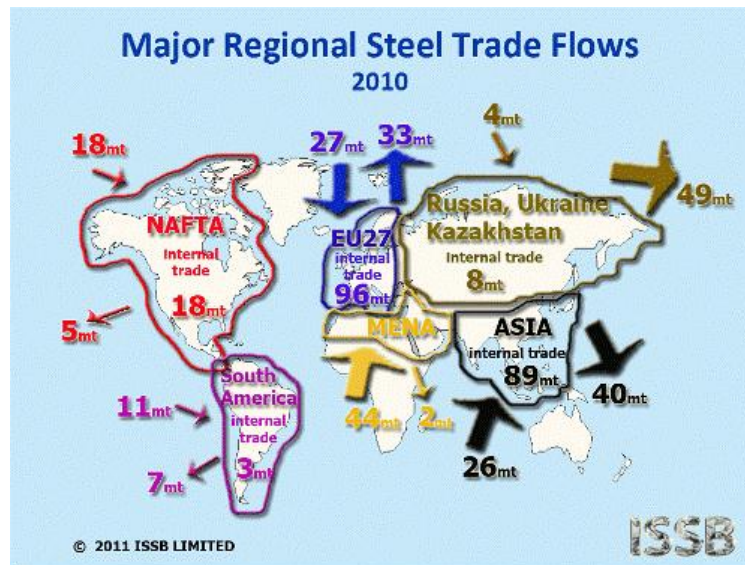 Major Regional Steel Trade Flows
2010
18mt
27mt
33mt
4mt
49mt
NAFTA
internal
trade
18mt
5mt
EU27
internal
trade
96mt
Russia, Ukraine
Kazakhstan
internal trade
8mt
MENA
44mt
2mt
ASIA
internal trade
89mt
40mt
26mt
South
America
internal
trade
3mt
11mt
7mt
© 2011 ISSB LIMITED
ISSB